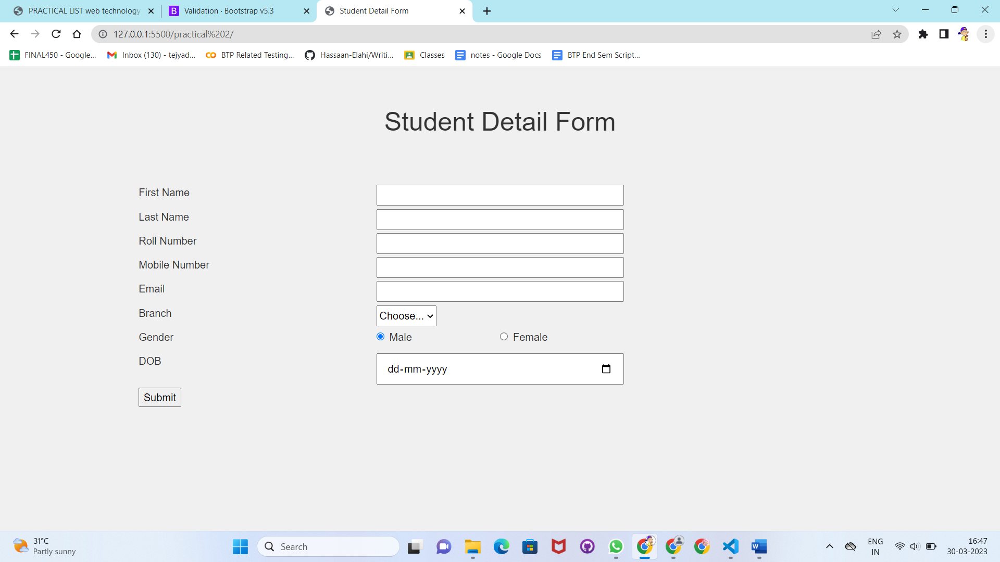 PRACTICAL LIST web technology
Validation · Bootstrap v5.3
Student Detail Form
127.0.0.1:5500/practical%202/
FINAL450 - Google...
Inbox (130) - tejyad...
BTP Related Testing...
Hassaan-Elahi/Writi...
Classes
notes - Google Docs
BTP End Sem Script...
Student Detail Form
First Name
Last Name
Roll Number
Mobile Number
Email
Branch
Choose...
Gender
Male
Female
DOB
dd-mm-yyyy
Submit
31°C
Partly sunny
Search
ENG
IN
16:47
30-03-2023